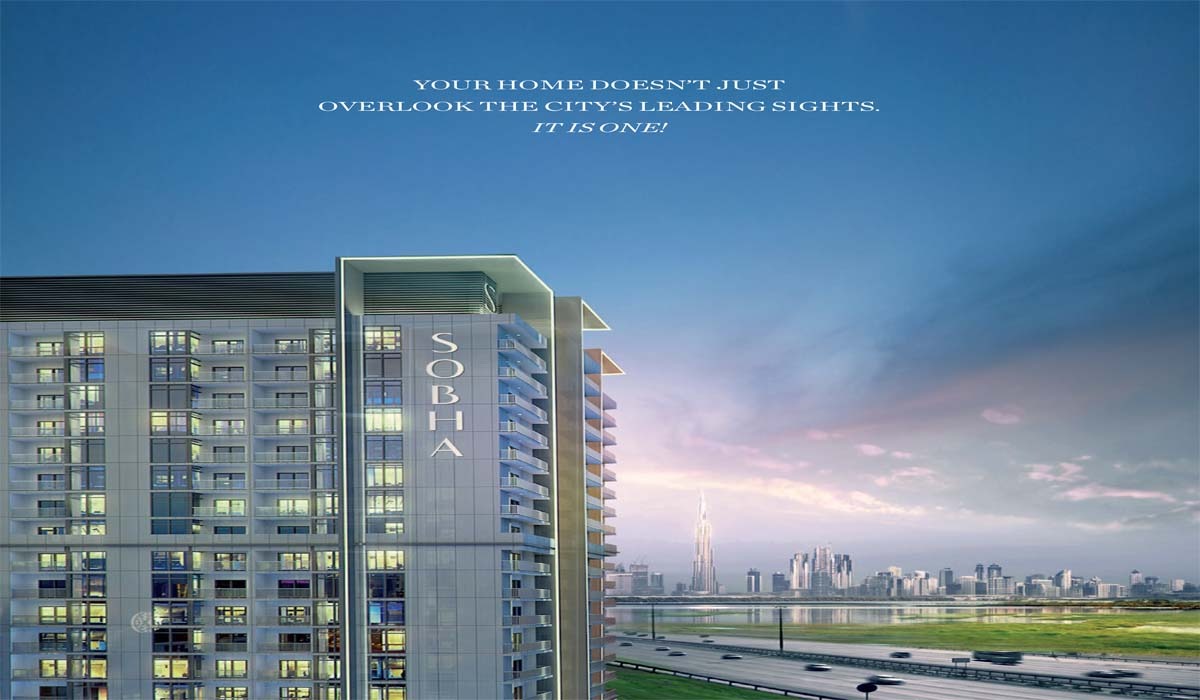 YOUR HOME DOESN'T JUST
OVERLOOK THE CITY'S LEADING SIGHTS.
IT IS ONE!
S
SOBHA